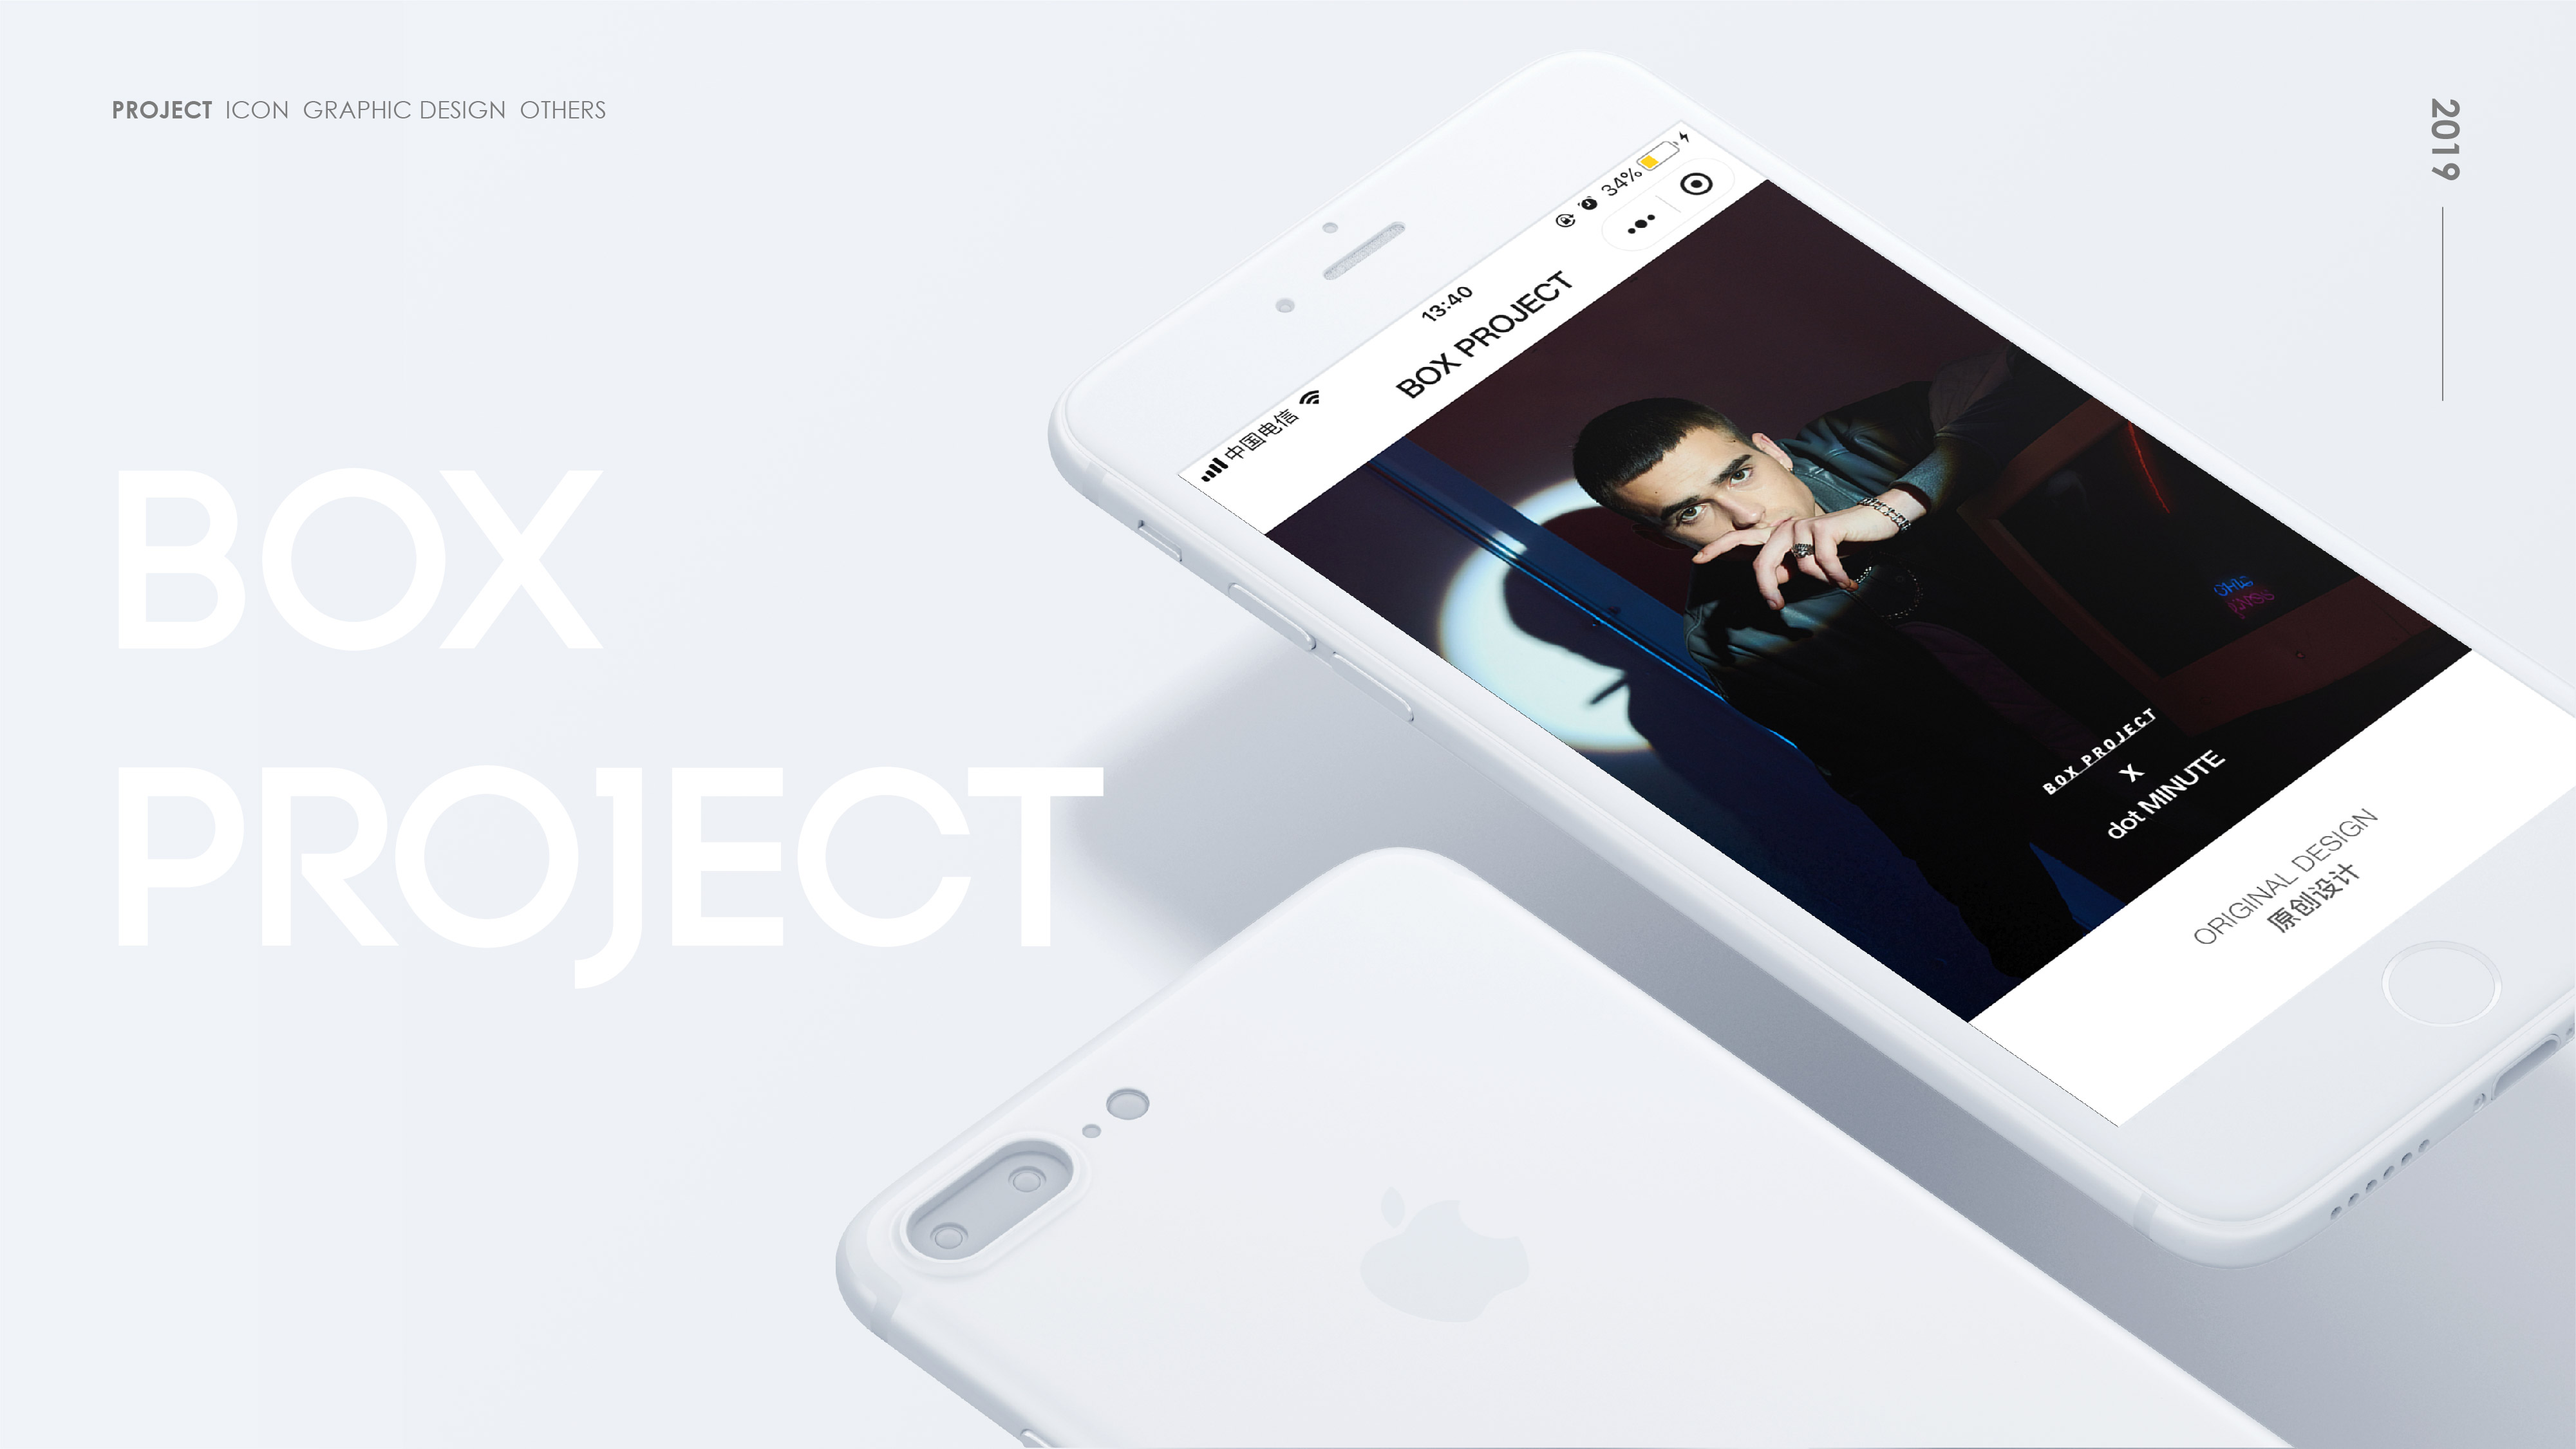 PROJECT ICON GRAPHIC DESIGN OTHERS
2019
BOX
PROJECT
中国电信
13:40
34%
BOX PROJECT
BOX PROJECT
X
dot MINUTE
ORIGINAL DESIGN
原创设计